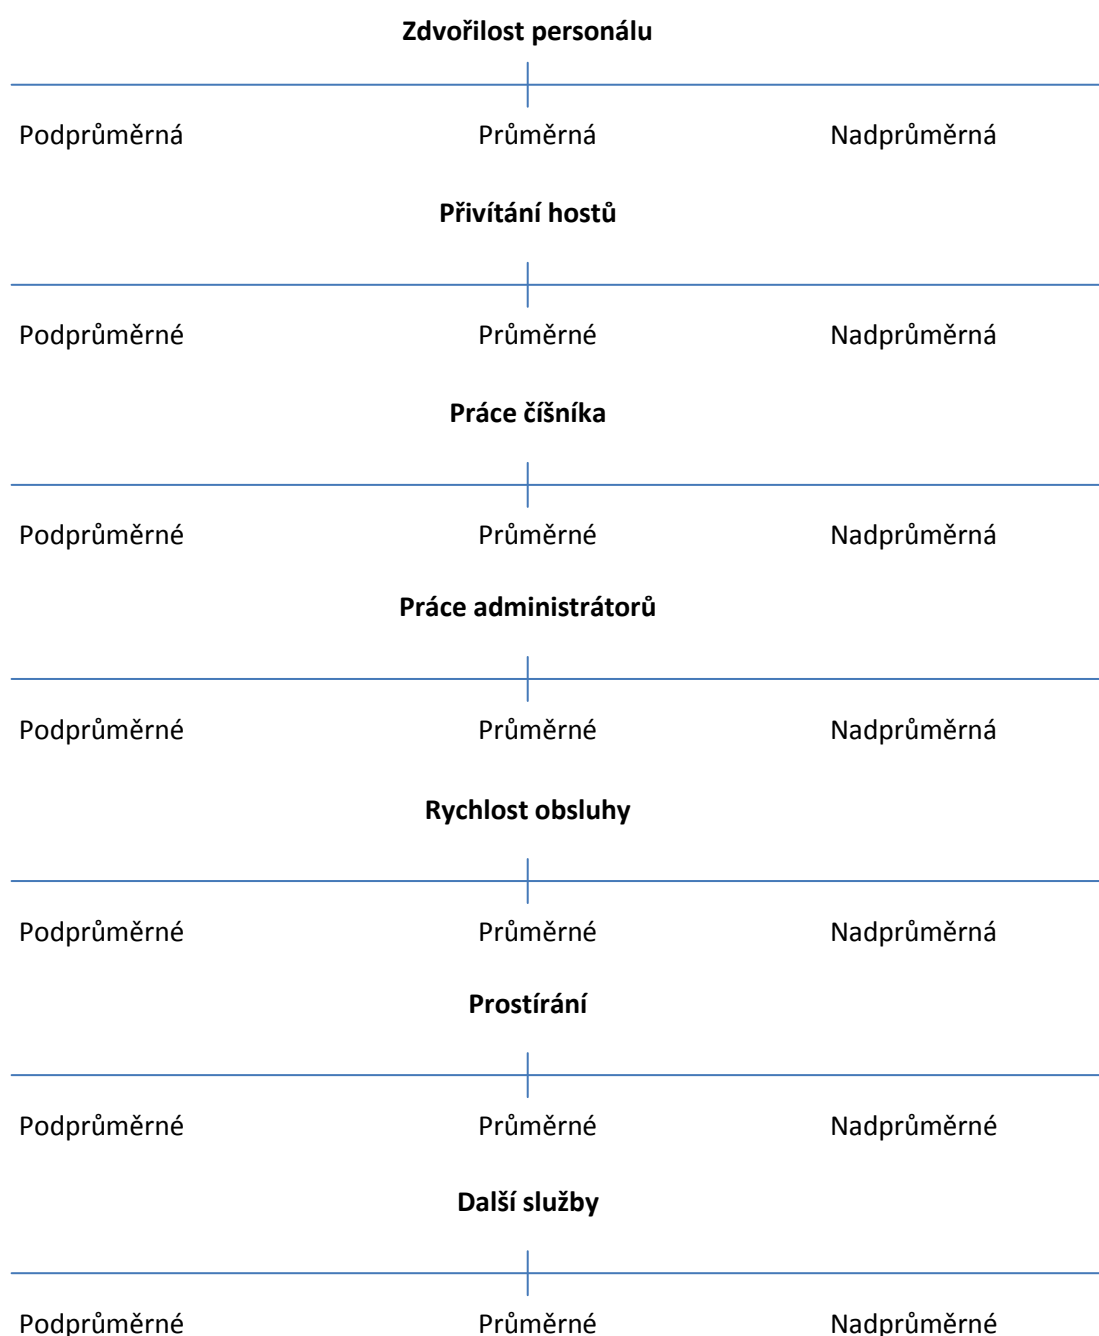 Zdvořilost personálu
Podprůměrná Průměrná Nadprůměrná
Přivítání hostů
Podprůměrné Průměrné Nadprůměrná
Práce číšníka
Podprůměrné Průměrné Nadprůměrná
Práce administrátorů
Podprůměrné Průměrné Nadprůměrná
Rychlost obsluhy
Podprůměrné Průměrné Nadprůměrná
Prostírání
Podprůměrné Průměrné Nadprůměrné
Další služby
Podprůměrné Průměrné Nadprůměrné